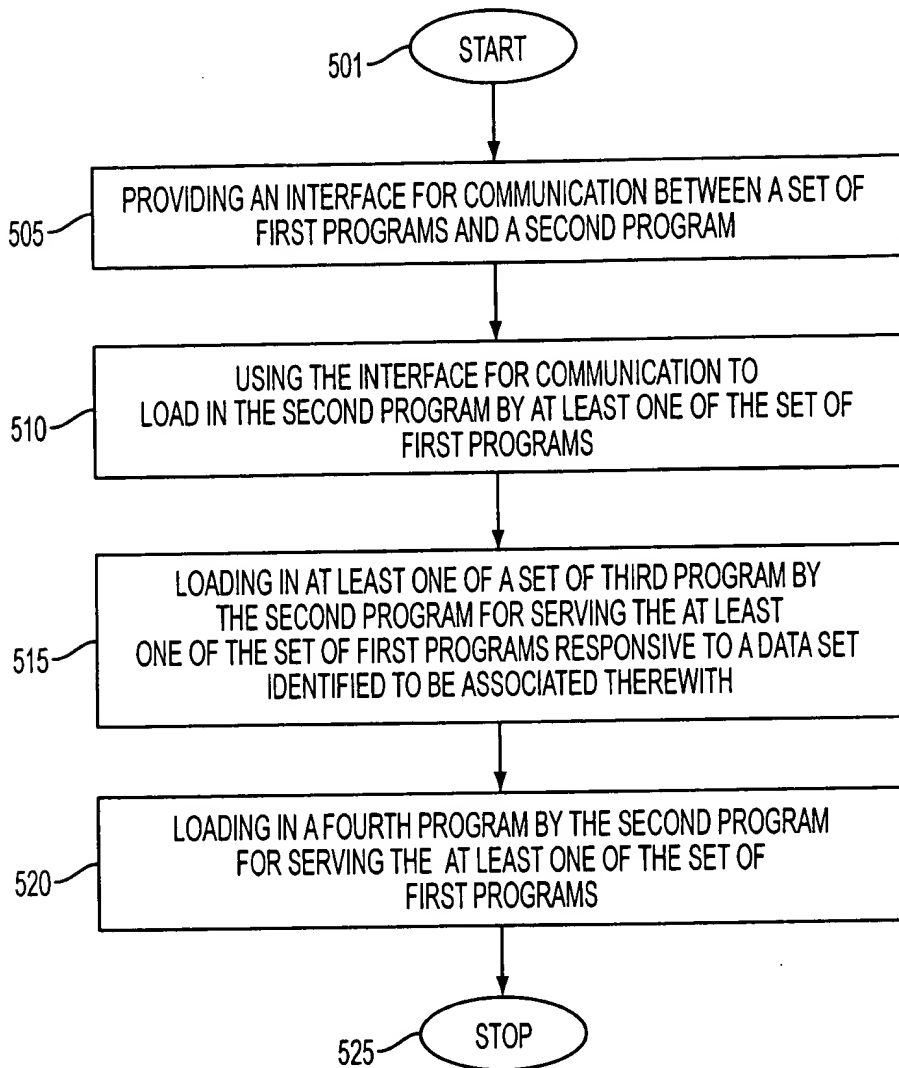 501
START
505
PROVIDING AN INTERFACE FOR COMMUNICATION BETWEEN A SET OF
FIRST PROGRAMS AND A SECOND PROGRAM
510
USING THE INTERFACE FOR COMMUNICATION TO
LOAD IN THE SECOND PROGRAM BY AT LEAST ONE OF THE SET OF
FIRST PROGRAMS
515
LOADING IN AT LEAST ONE OF A SET OF THIRD PROGRAM BY
THE SECOND PROGRAM FOR SERVING THE AT LEAST
ONE OF THE SET OF FIRST PROGRAMS RESPONSIVE TO A DATA SET
IDENTIFIED TO BE ASSOCIATED THEREWITH
520
LOADING IN A FOURTH PROGRAM BY THE SECOND PROGRAM
FOR SERVING THE AT LEAST ONE OF THE SET OF
FIRST PROGRAMS
525
STOP